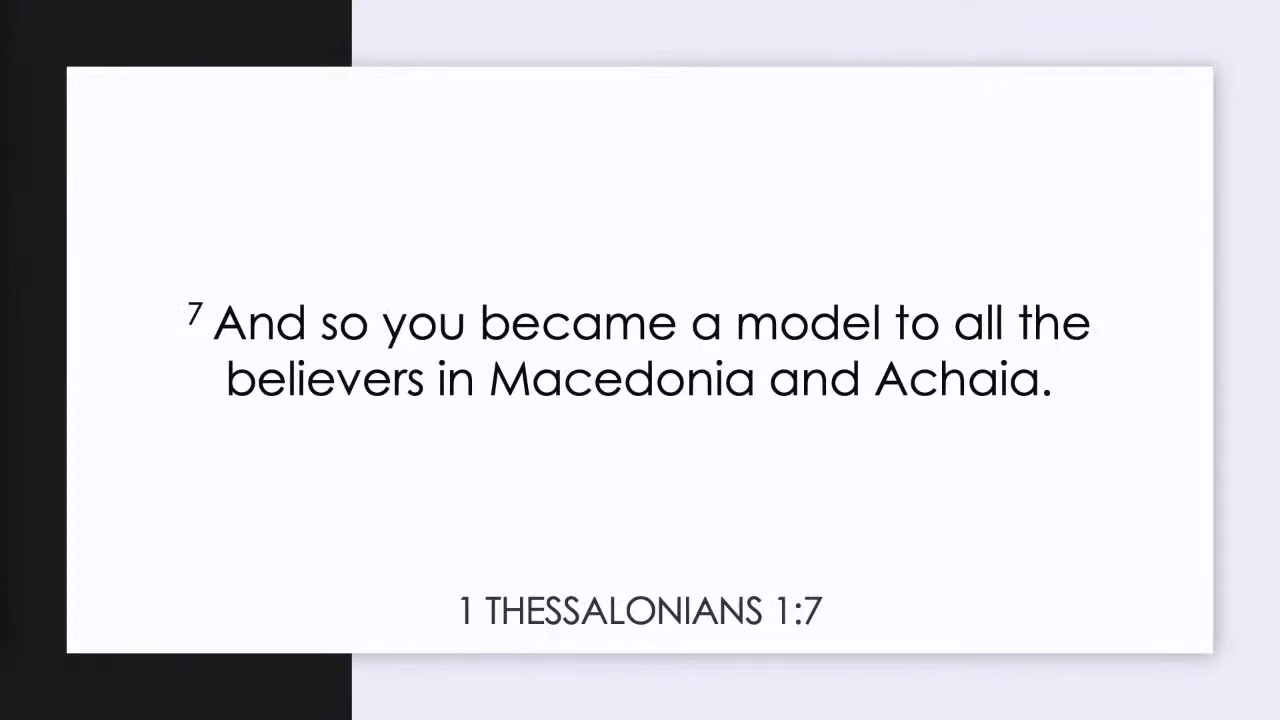 7 And so you became a model to all the
believers in Macedonia and Achaia.
1 THESSALONIANS 1:7